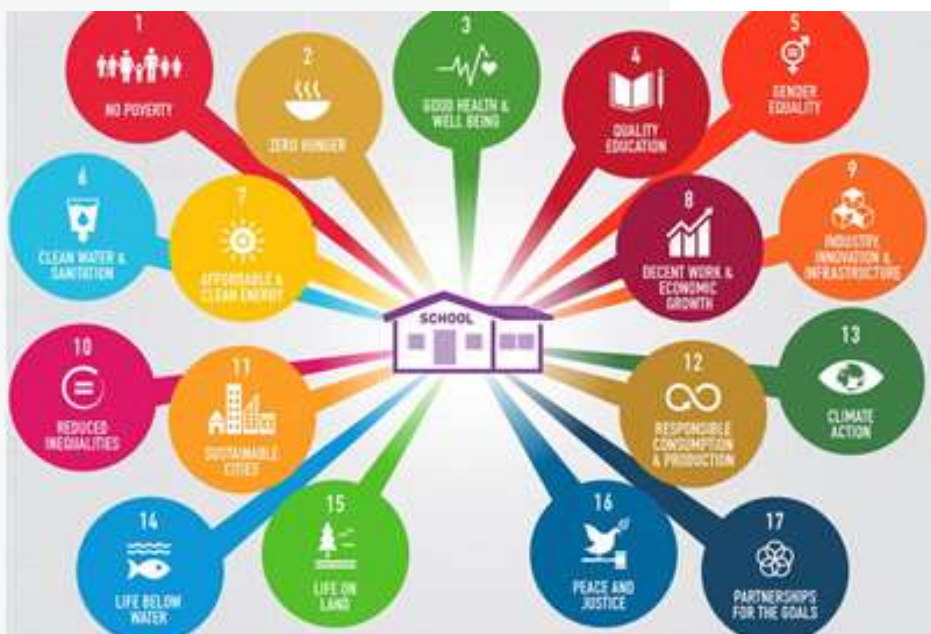 1
NO POVERTY
2
ZERO HUNGER
3
GOOD HEALTH &
WELL BEING
4
QUALITY
EDUCATION
5
GENDER
EQUALITY
6
CLEAN WATER &
SANITATION
7
AFFORDABLE &
CLEAN ENERGY
8
DECENT WORK &
ECONOMIC
GROWTH
9
INDUSTRY,
INNOVATION &
INFRASTRUCTURE
SCHOOL
10
REDUCED
INEQUALITIES
11
SUSTAINABLE
CITIES
12
RESPONSIBLE
CONSUMPTION
& PRODUCTION
13
CLIMATE
ACTION
14
LIFE BELOW
WATER
15
LIFE ON
LAND
16
PEACE AND
JUSTICE
17
PARTNERSHIPS
FOR THE GOALS